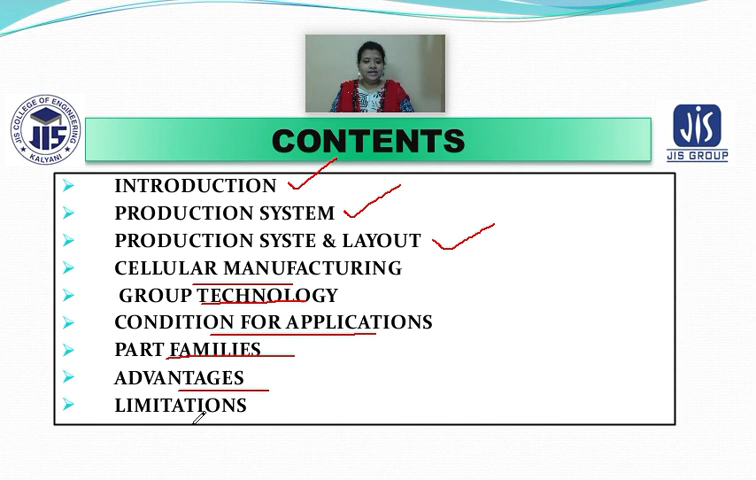 CONTENTS
JIS COLLEGE OF ENGINEERING
JIS
KALYANI
JIS
JIS GROUP
INTRODUCTION
PRODUCTION SYSTEM
PRODUCTION SYSTE & LAYOUT
CELLULAR MANUFACTURING
GROUP TECHNOLOGY
CONDITION FOR APPLICATIONS
PART FAMILIES
ADVANTAGES
LIMITATIONS